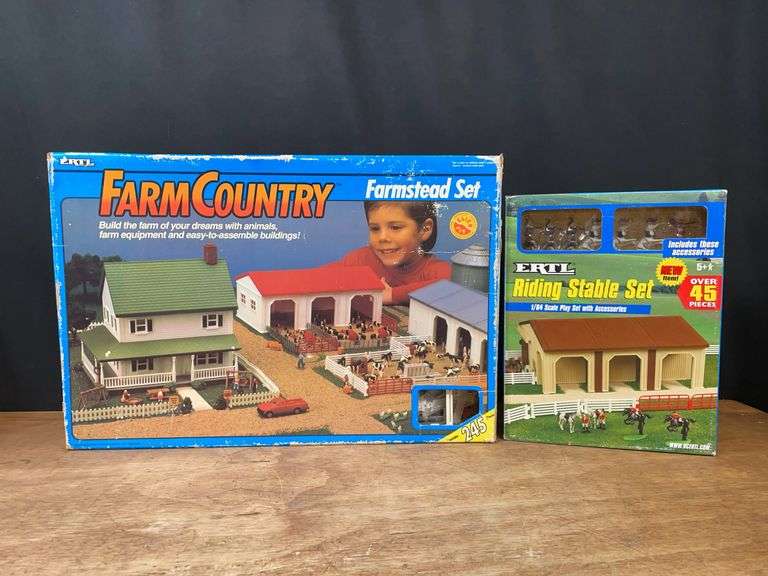 ERTL
FARM COUNTRY
Farmstead Set
Build the farm of your dreams with animals,
farm equipment and easy-to-assemble buildings!
245
Includes these
accessories
ERTL
NEW
Item!
5+
Riding Stable Set
OVER
45
PIECES
1/64 Scale Play Set with Accessories
WWW.RCERTL.COM